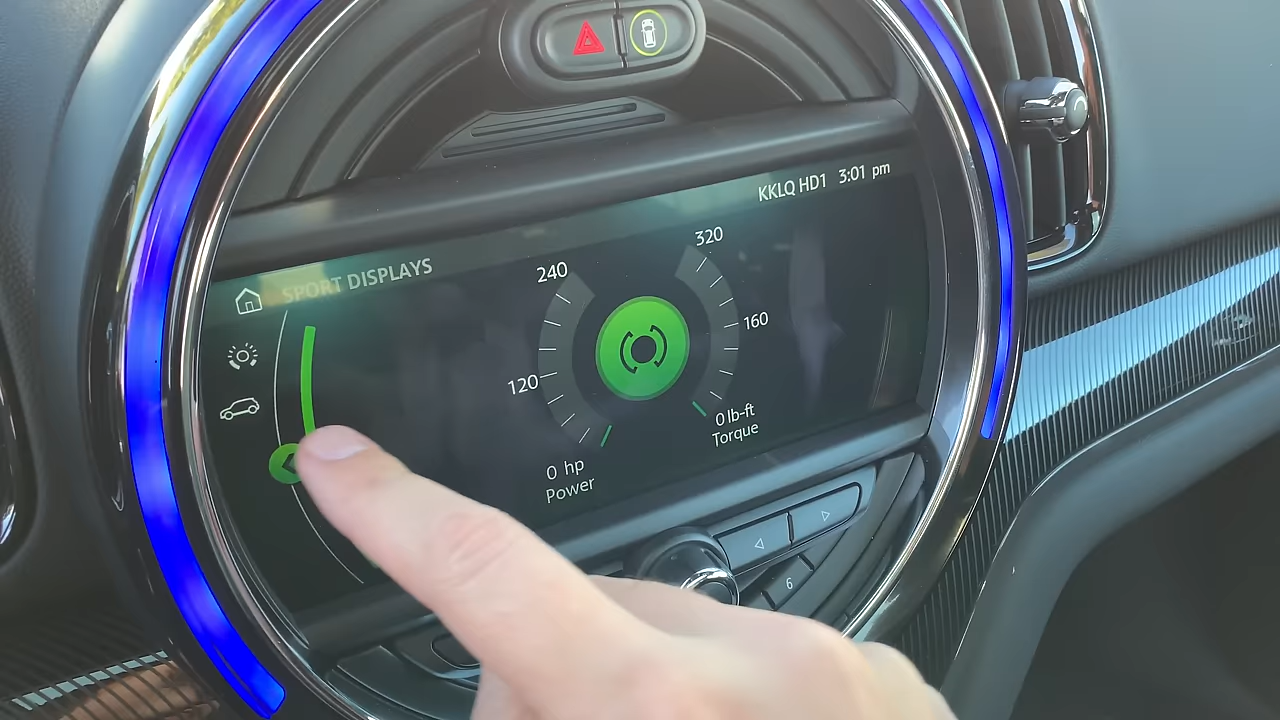 KKLQ HD1 3:01 pm
SPORT DISPLAYS
240
320
120
160
0 hp
Power
0 lb-ft
Torque
6